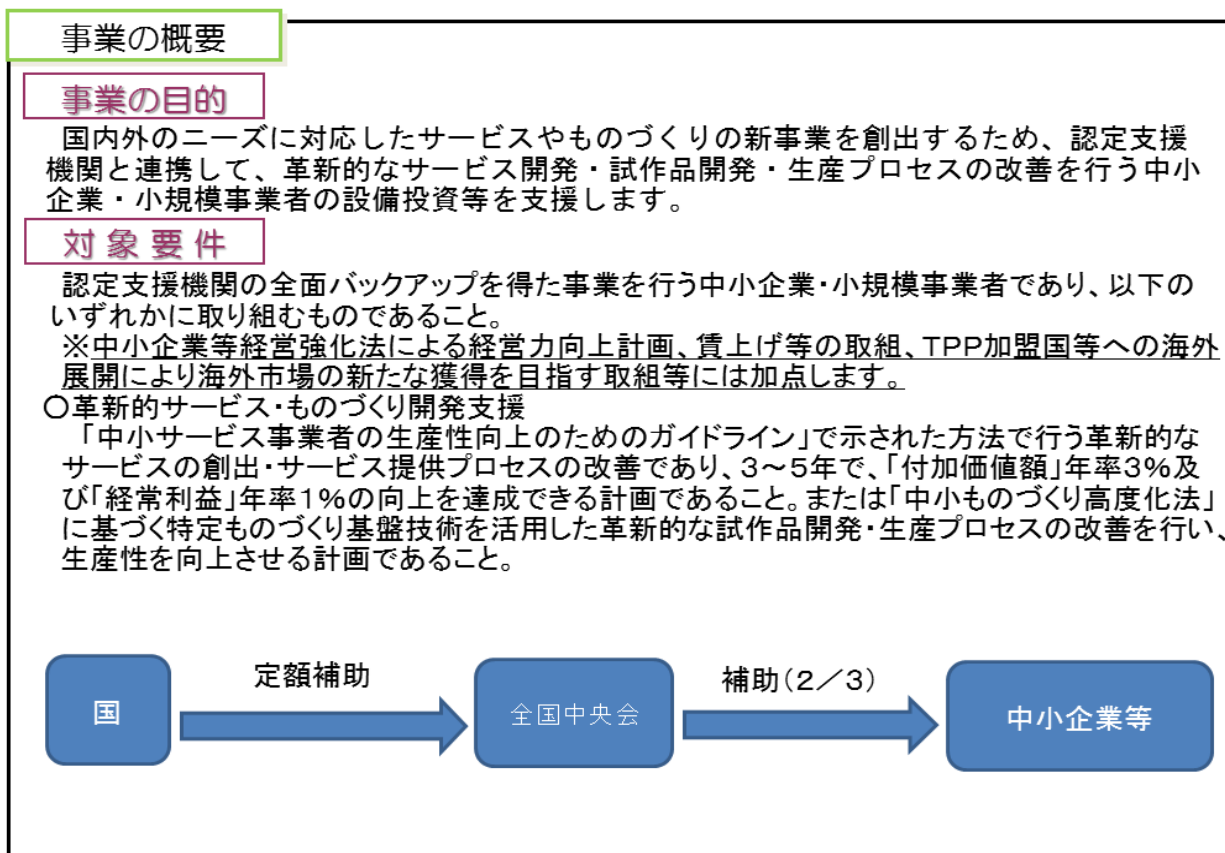 事業の概要
事業の目的
国内外のニーズに対応したサービスやものづくりの新事業を創出するため、認定支援
機関と連携して、革新的なサービス開発・試作品開発・生産プロセスの改善を行う中小
企業・小規模事業者の設備投資等を支援します。
対象要件
認定支援機関の全面バックアップを得た事業を行う中小企業・小規模事業者であり、以下の
いずれかに取り組むものであること。
※中小企業等経営強化法による経営力向上計画、賃上げ等の取組、TPP加盟国等への海外
展開により海外市場の新たな獲得を目指す取組等には加点します。
○革新的サービス・ものづくり開発支援
「中小サービス事業者の生産性向上のためのガイドライン」で示された方法で行う革新的な
サービスの創出・サービス提供プロセスの改善であり、3～5年で、「付加価値額」年率3%及
び「経常利益」年率1%の向上を達成できる計画であること。または「中小ものづくり高度化法」
に基づく特定ものづくり基盤技術を活用した革新的な試作品開発・生産プロセスの改善を行い、
生産性を向上させる計画であること。
国
定額補助
全国中央会
補助(2/3)
中小企業等